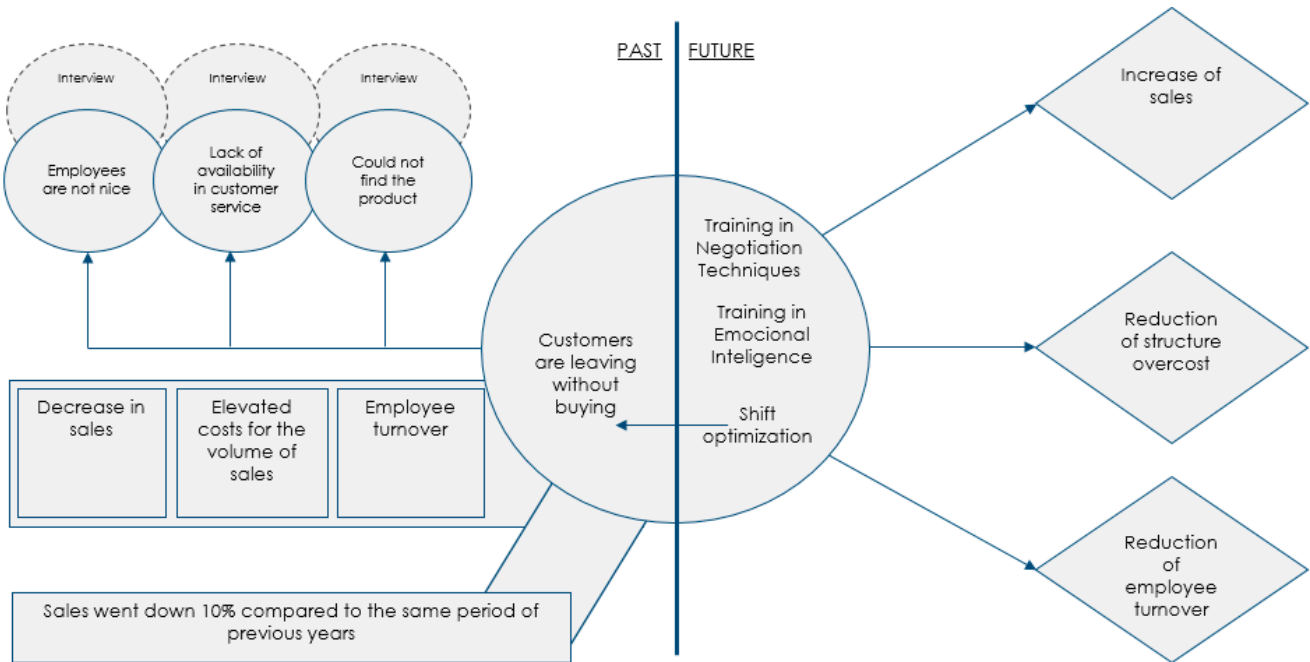 PAST
FUTURE
Interview
Interview
Interview
Employees
are not nice
Lack of
availability
in customer
service
Could not
find the
product
Customers
are leaving
without
buying
Training in
Negotiation
Techniques
Training in
Emocional
Inteligence
Shift
optimization
Increase of
sales
Reduction
of structure
overcost
Reduction
of
employee
turnover
Decrease in
sales
Elevated
costs for the
volume of
sales
Employee
turnover
Sales went down 10% compared to the same period of
previous years